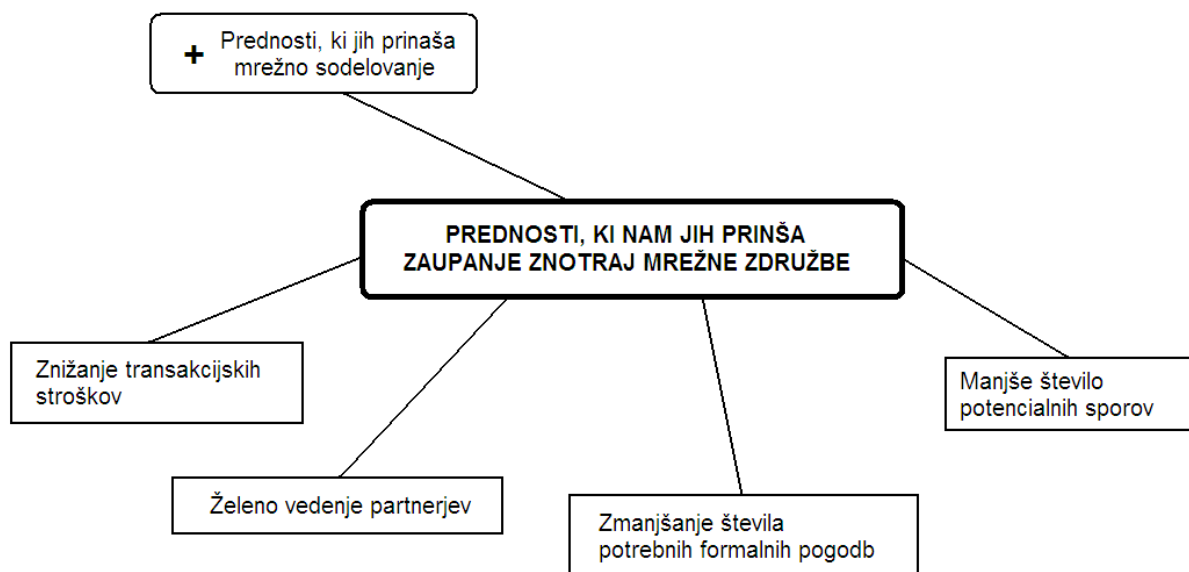 + Prednosti, ki jih prinaša
mrežno sodelovanje
PREDNOSTI, KI NAM JIH PRINŠA
ZAUPANJE ZNOTRAJ MREŽNE ZDRUŽBE
Znižanje transakcijskih
stroškov
Manjše število
potencialnih sporov
Želeno vedenje partnerjev
Zmanjšanje števila
potrebnih formalnih pogodb